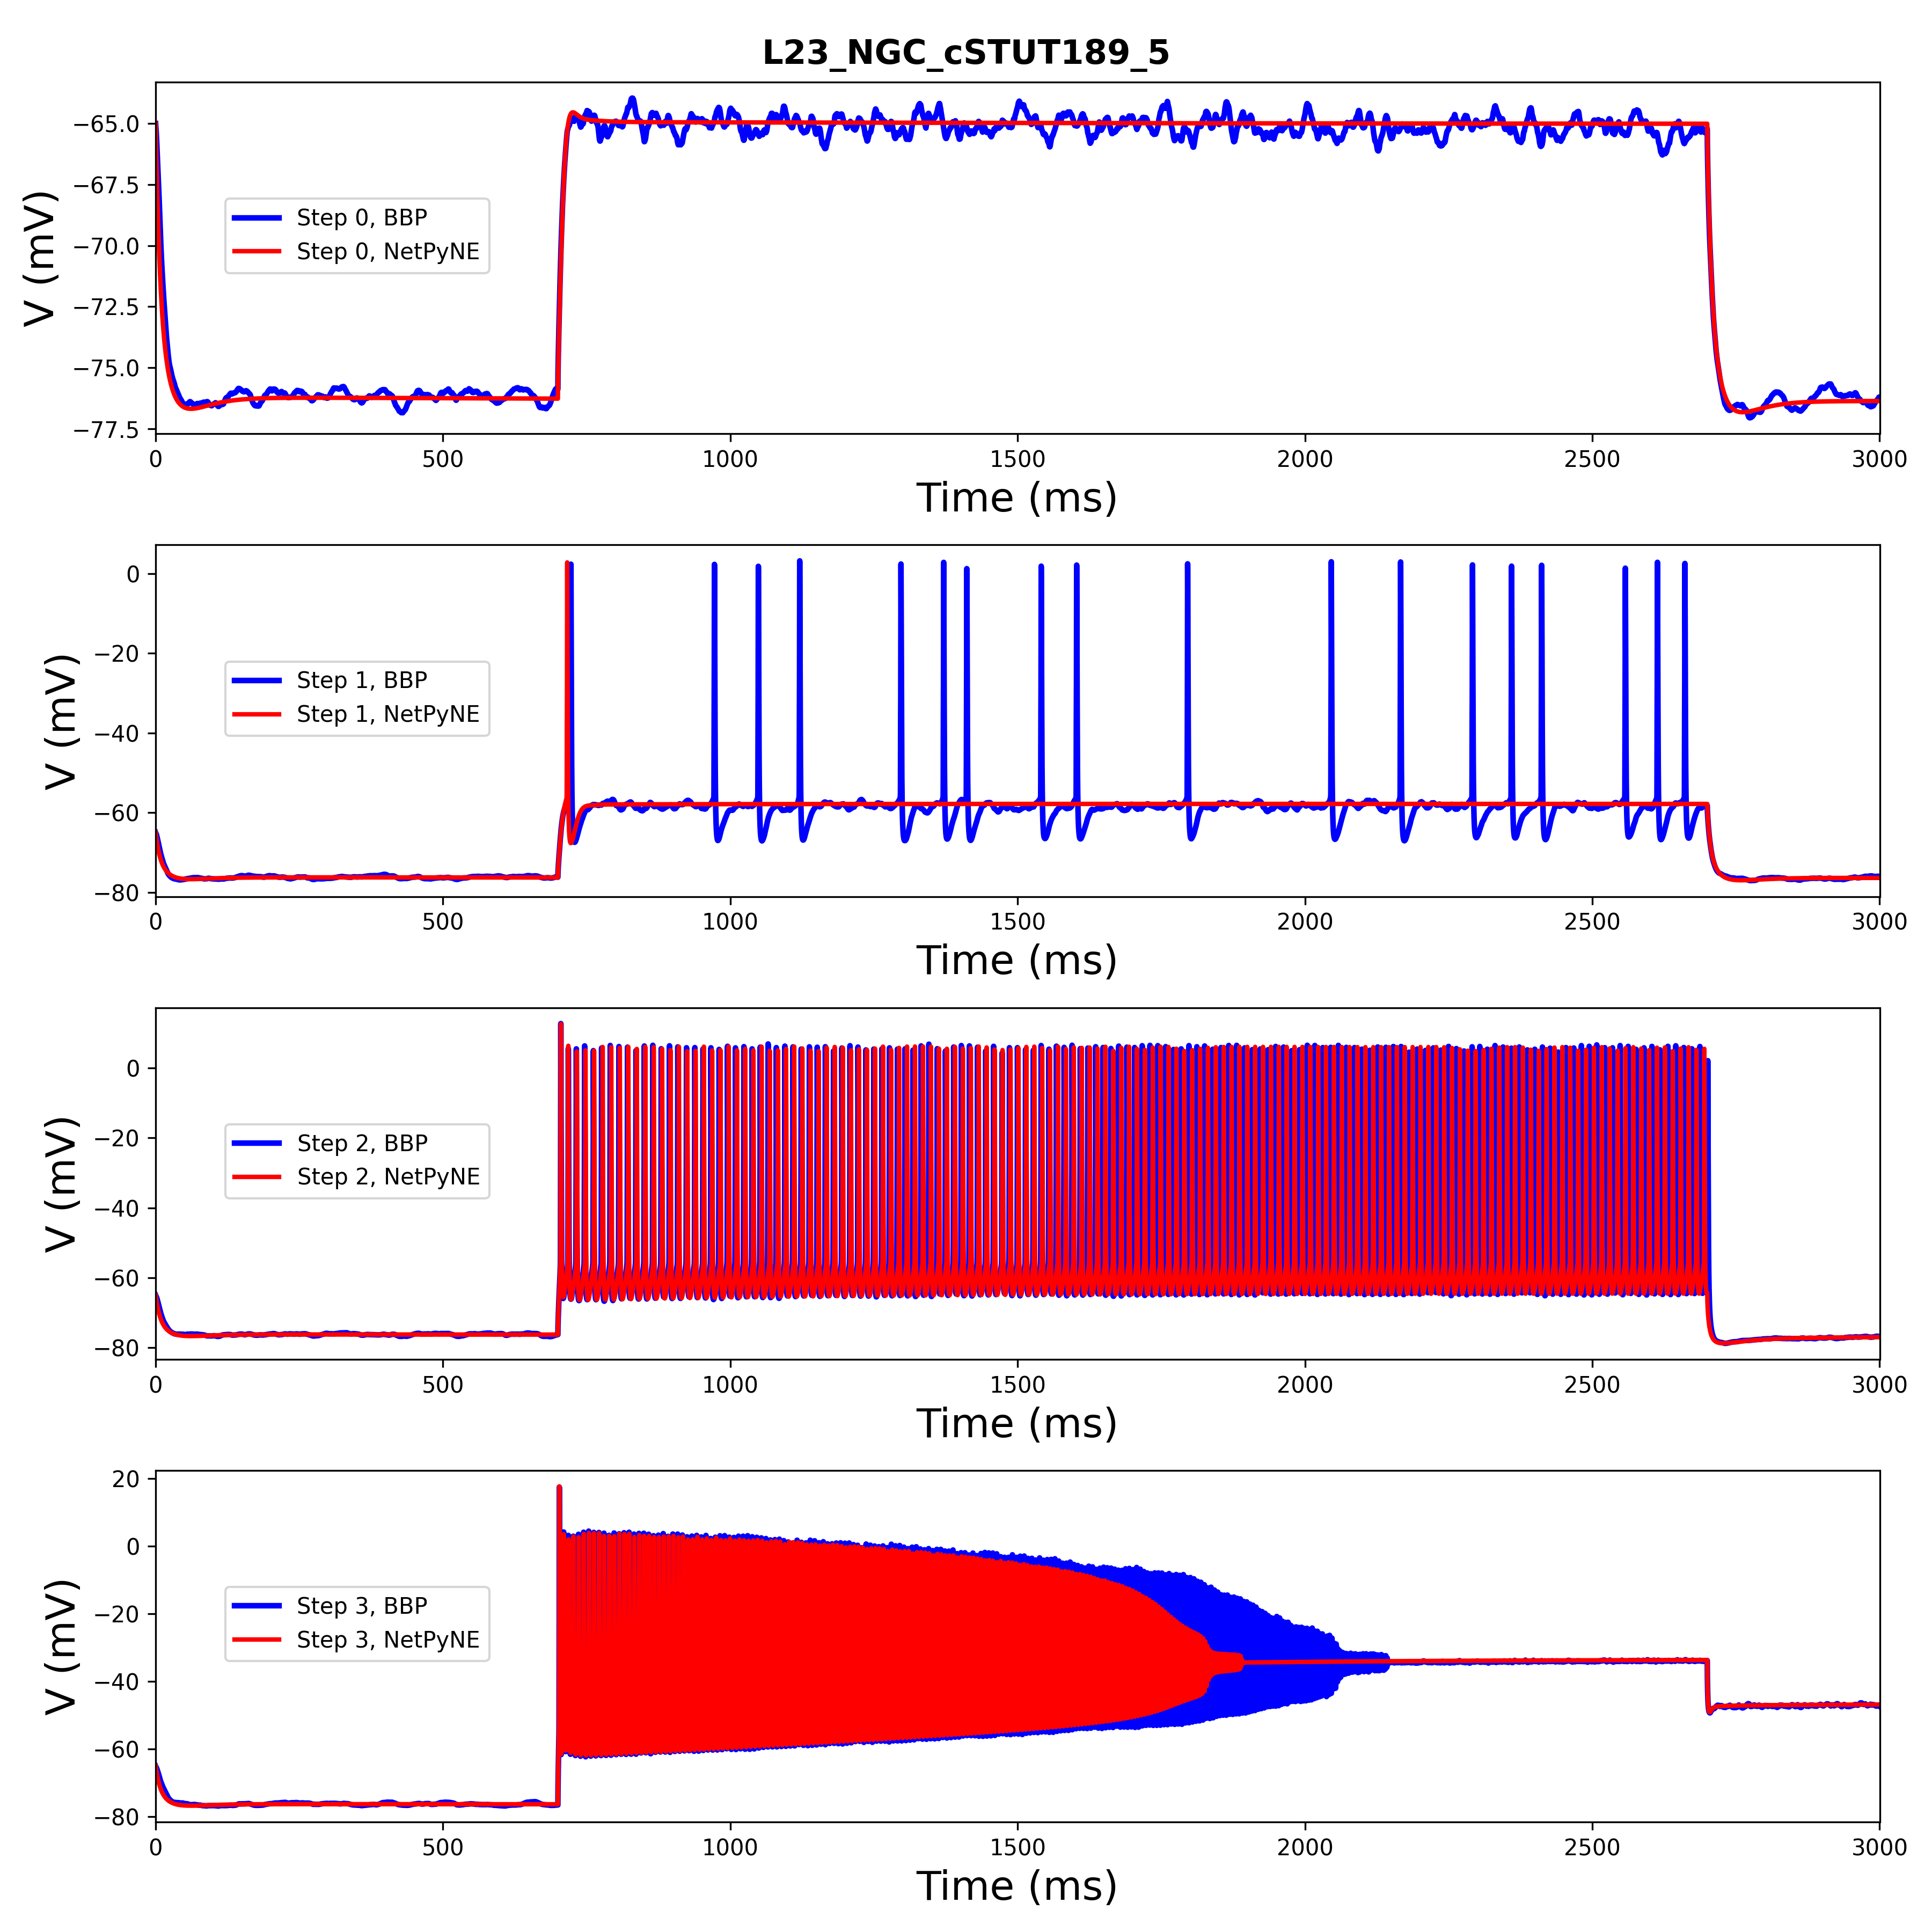 L23_NGC_cSTUT189_5
V (mV)
−65.0
−67.5
−70.0
−72.5
−75.0
−77.5
Step 0, BBP
Step 0, NetPyNE
0 500 1000 1500 2000 2500 3000
Time (ms)
V (mV)
0
−20
−40
−60
−80
Step 1, BBP
Step 1, NetPyNE
0 500 1000 1500 2000 2500 3000
Time (ms)
V (mV)
0
−20
−40
−60
−80
Step 2, BBP
Step 2, NetPyNE
0 500 1000 1500 2000 2500 3000
Time (ms)
V (mV)
20
0
−20
−40
−60
−80
Step 3, BBP
Step 3, NetPyNE
0 500 1000 1500 2000 2500 3000
Time (ms)